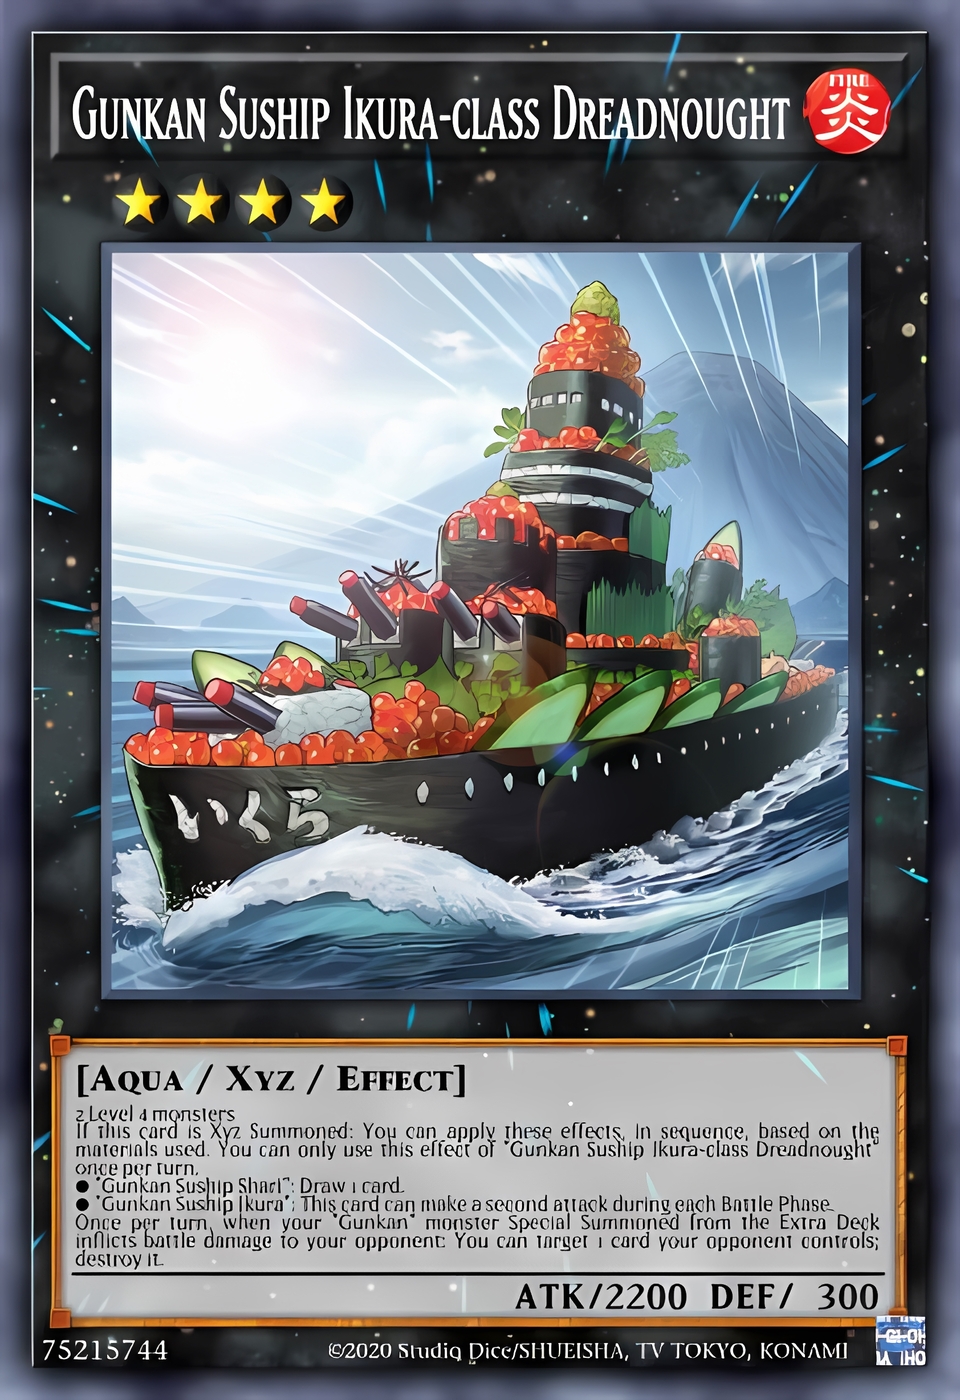 GUNKAN SUSHIP IKURA-CLASS DREADNOUGHT
炎
いくら
[AQUA / XYZ / EFFECT]
2 Level 4 monsters
If this card is Xyz Summoned: You can apply these effects, in sequence, based on the
materials used. You can only use this effect of "Gunkan Suship Ikura-class Dreadnought"
once per turn.
● "Gunkan Suship Shari": Draw 1 card.
● "Gunkan Suship Ikura": This card can make a second attack during each Battle Phase.
Once per turn, when your "Gunkan" monster Special Summoned from the Extra Deck
inflicts battle damage to your opponent: You can target 1 card your opponent controls;
destroy it.
ATK/2200 DEF/ 300
75215744
©2020 Studio Dice/SHUEISHA, TV TOKYO, KONAMI